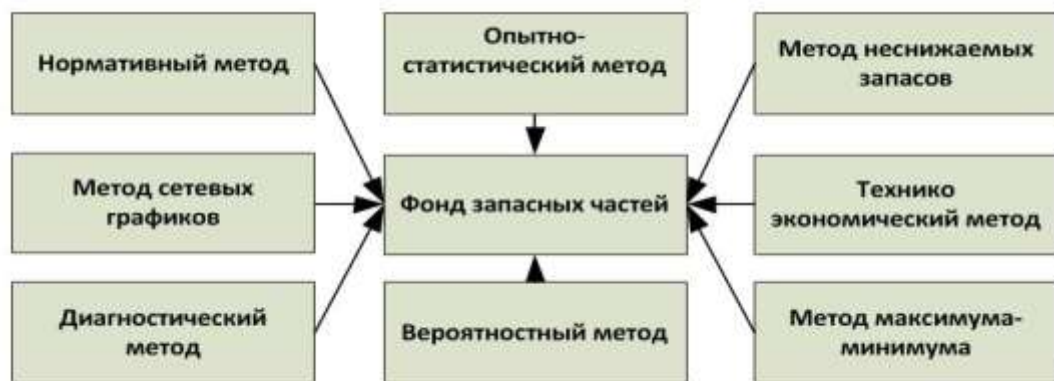 Нормативный метод
Опытно-
статистический метод
Метод неснижаемых
запасов
Метод сетевых
графиков
Фонд запасных частей
Технико
экономический метод
Диагностический
метод
Вероятностный метод
Метод максимума-
минимума